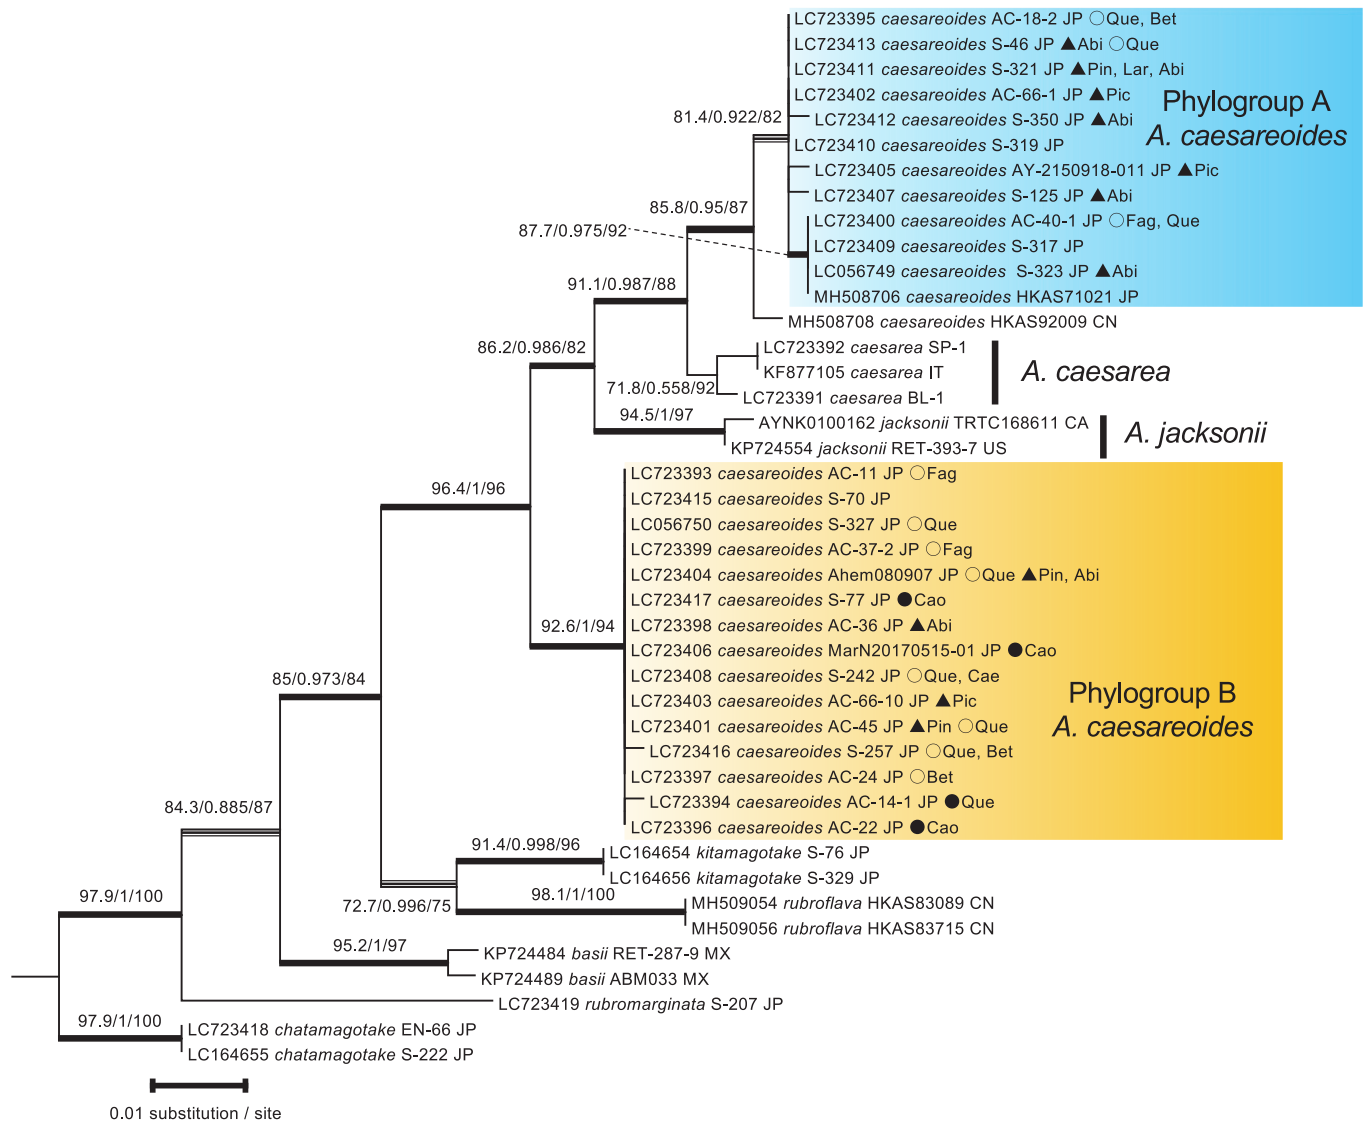 LC723395 caesareoides AC-18-2 JP ○Que, Bet
LC723413 caesareoides S-46 JP ▲Abi ○Que
LC723411 caesareoides S-321 JP ▲Pin, Lar, Abi
LC723402 caesareoides AC-66-1 JP ▲Pic
Phylogroup A
81.4/0.922/82
LC723412 caesareoides S-350 JP ▲Abi
A. caesareoides
LC723410 caesareoides S-319 JP
LC723405 caesareoides AY-2150918-011 JP ▲Pic
LC723407 caesareoides S-125 JP ▲Abi
85.8/0.95/87
LC723400 caesareoides AC-40-1 JP ○Fag, Que
87.7/0.975/92
LC723409 caesareoides S-317 JP
LC056749 caesareoides S-323 JP ▲Abi
91.1/0.987/88
MH508706 caesareoides HKAS71021 JP
MH508708 caesareoides HKAS92009 CN
86.2/0.986/82
LC723392 caesarea SP-1
KF877105 caesarea IT
A. caesarea
71.8/0.558/92
LC723391 caesarea BL-1
94.5/1/97
AYNK0100162 jacksonii TRTC168611 CA
A. jacksonii
KP724554 jacksonii RET-393-7 US
96.4/1/96
LC723393 caesareoides AC-11 JP ○Fag
LC723415 caesareoides S-70 JP
LC056750 caesareoides S-327 JP ○Que
LC723399 caesareoides AC-37-2 JP ○Fag
LC723404 caesareoides Ahem080907 JP ○Que ▲Pin, Abi
LC723417 caesareoides S-77 JP ●Cao
92.6/1/94
LC723398 caesareoides AC-36 JP ▲Abi
LC723406 caesareoides MarN20170515-01 JP ●Cao
85/0.973/84
LC723408 caesareoides S-242 JP ○Que, Cae
Phylogroup B
LC723403 caesareoides AC-66-10 JP ▲Pic
LC723401 caesareoides AC-45 JP ▲Pin ○Que
A. caesareoides
LC723416 caesareoides S-257 JP ○Que, Bet
LC723397 caesareoides AC-24 JP ○Bet
84.3/0.885/87
LC723394 caesareoides AC-14-1 JP ●Que
LC723396 caesareoides AC-22 JP ●Cao
91.4/0.998/96
LC164654 kitamagotake S-76 JP
LC164656 kitamagotake S-329 JP
97.9/1/100
72.7/0.996/75
98.1/1/100
MH509054 rubroflava HKAS83089 CN
MH509056 rubroflava HKAS83715 CN
95.2/1/97
KP724484 basii RET-287-9 MX
KP724489 basii ABM033 MX
LC723419 rubromarginata S-207 JP
97.9/1/100
LC723418 chatamagotake EN-66 JP
LC164655 chatamagotake S-222 JP
0.01 substitution / site